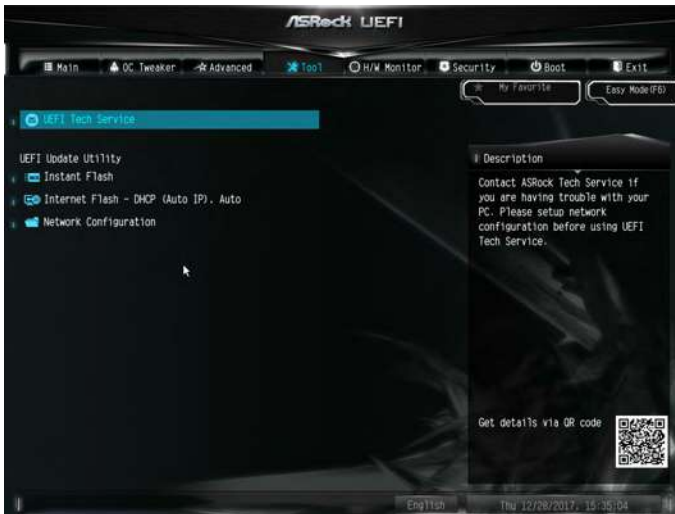 ASRock UEFI
Main OC Tweaker Advanced Tool H/W Monitor Security Boot Exit
My Favorite Easy Mode(F6)
UEFI Tech Service
UEFI Update Utility
Instant Flash
Internet Flash - DHCP (Auto IP), Auto
Network Configuration
Description
Contact ASRock Tech Service if
you are having trouble with your
PC. Please setup network
configuration before using UEFI
Tech Service.
Get details via QR code
English Thu 12/28/2017, 15:35:04